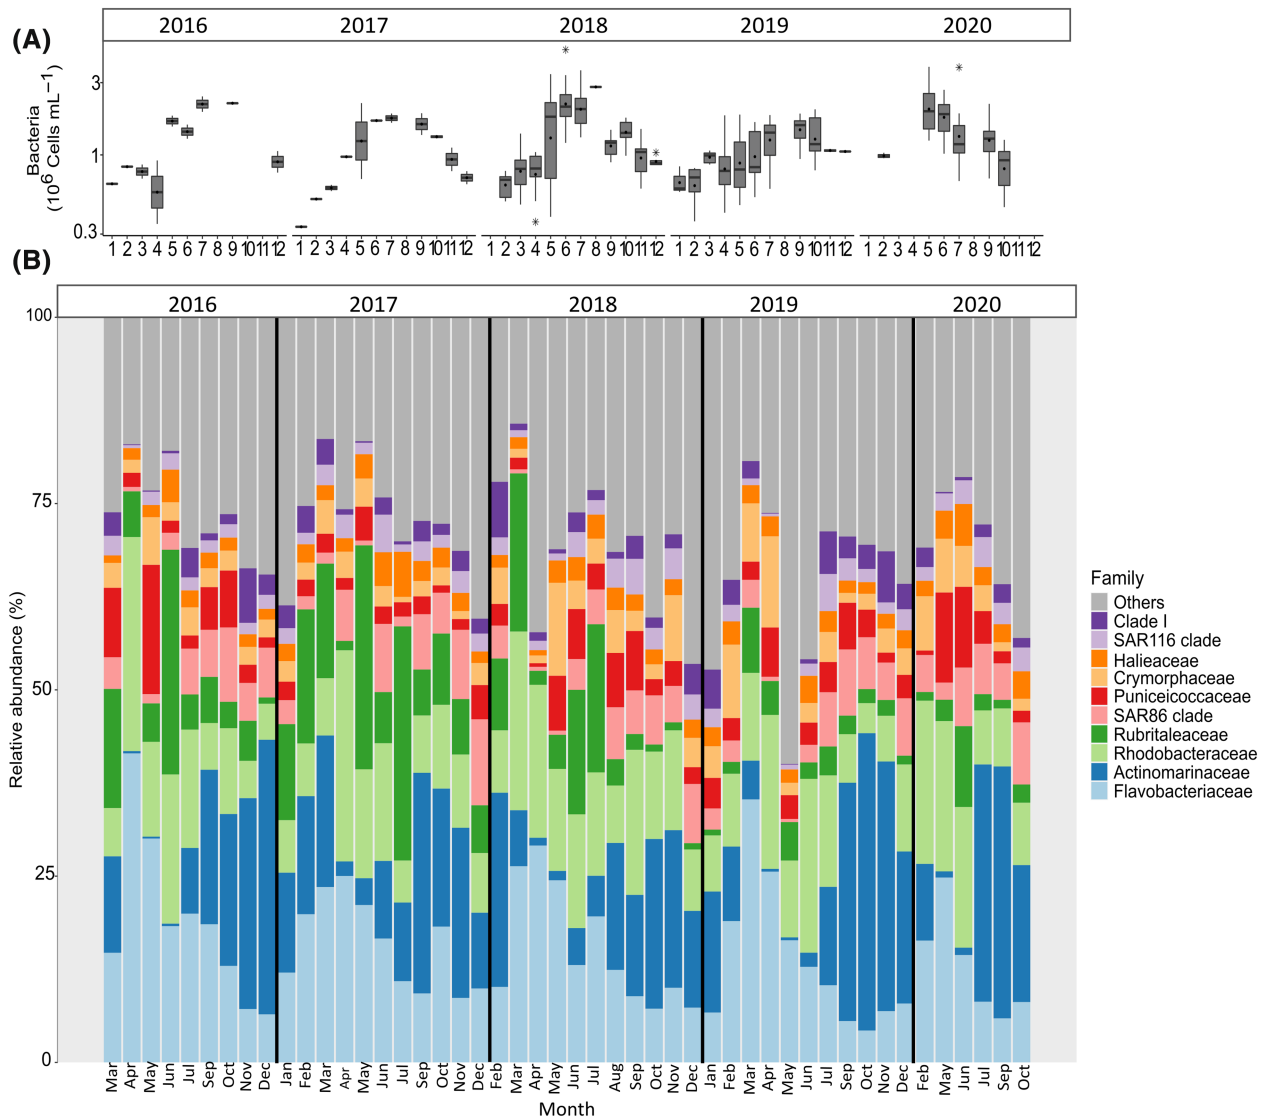 (A)
2016 2017 2018 2019 2020
Bacteria
(10⁶ Cells mL⁻¹)
3
1
0.3
* * * * *
1 2 3 4 5 6 7 8 9 10 11 12 1 2 3 4 5 6 7 8 9 10 11 12 1 2 3 4 5 6 7 8 9 10 11 12 1 2 3 4 5 6 7 8 9 10 11 12 1 2 3 4 5 6 7 8 9 10 11 12
(B)
2016 2017 2018 2019 2020
Relative abundance (%)
100
75
50
25
0
Mar Apr May Jun Jul Sep Oct Nov Dec Jan Feb Mar Apr May Jun Jul Sep Oct Nov Dec Feb Mar Apr May Jun Jul Aug Sep Oct Nov Dec Jan Feb Mar Apr May Jun Jul Sep Oct Nov Dec Feb May Jun Jul Sep Oct
Month
Family
Others
Clade I
SAR116 clade
Halieaceae
Crymorphaceae
Puniceicoccaceae
SAR86 clade
Rubritaleaceae
Rhodobacteraceae
Actinomarinaceae
Flavobacteriaceae